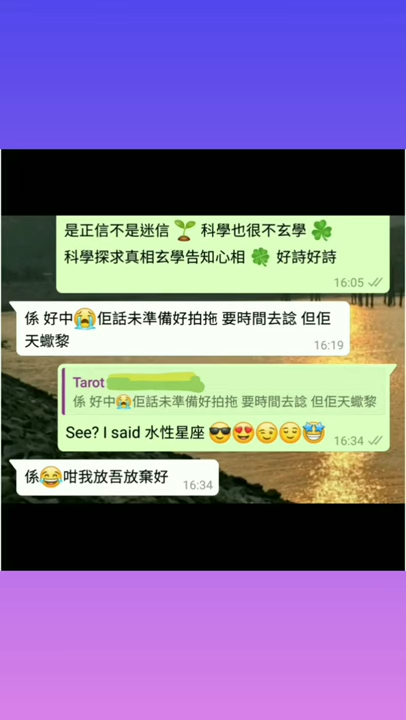 是正信不是迷信 🌱 科學也很不玄學 🍀
科學探求真相玄學告知心相 🍀 好詩好詩
16:05
係 好中😭佢話未準備好拍拖 要時間去諗 但佢
天蠍黎
16:19
Tarot
係 好中😭佢話未準備好拍拖 要時間去諗 但佢天蠍黎
See? I said 水性星座 😎😍😉😌🤩
16:34
係😂咁我放吾放棄好
16:34